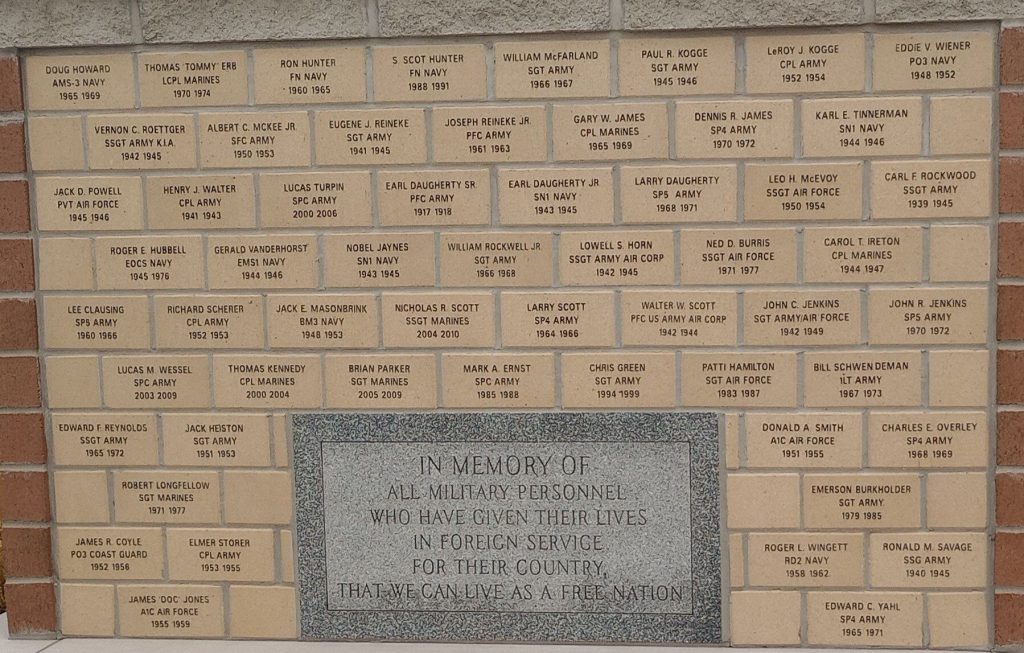 DOUG HOWARD
AMS-3 NAVY
1965 1969
THOMAS 'TOMMY' ERB
LCPL MARINES
1970 1974
RON HUNTER
FN NAVY
1960 1965
S. SCOT HUNTER
FN NAVY
1988 1991
WILLIAM McFARLAND
SGT ARMY
1966 1967
PAUL R. KOGGE
SGT ARMY
1945 1946
LeROY J. KOGGE
CPL ARMY
1952 1954
EDDIE V. WIENER
PO3 NAVY
1948 1952
VERNON C. ROETTGER
SSGT ARMY K.I.A.
1942 1945
ALBERT C. MCKEE JR.
SFC ARMY
1950 1953
EUGENE J. REINEKE
SGT ARMY
1941 1945
JOSEPH REINEKE JR.
PFC ARMY
1961 1963
GARY W. JAMES
CPL MARINES
1965 1969
DENNIS R. JAMES
SP4 ARMY
1970 1972
KARL E. TINNERMAN
SN1 NAVY
1944 1946
JACK D. POWELL
PVT AIR FORCE
1945 1946
HENRY J. WALTER
CPL ARMY
1941 1943
LUCAS TURPIN
SPC ARMY
2000 2006
EARL DAUGHERTY SR.
PFC ARMY
1917 1918
EARL DAUGHERTY JR
SN1 NAVY
1943 1945
LARRY DAUGHERTY
SP5 ARMY
1968 1971
LEO H. McEVOY
SSGT AIR FORCE
1950 1954
CARL F. ROCKWOOD
SSGT ARMY
1939 1945
ROGER E. HUBBELL
EOCS NAVY
1945 1976
GERALD VANDERHORST
EMS1 NAVY
1944 1946
NOBEL JAYNES
SN1 NAVY
1943 1945
WILLIAM ROCKWELL JR.
SGT ARMY
1966 1968
LOWELL S. HORN
SSGT ARMY AIR CORP
1942 1945
NED D. BURRIS
SSGT AIR FORCE
1971 1977
CAROL T. IRETON
CPL MARINES
1944 1947
LEE CLAUSING
SP5 ARMY
1960 1966
RICHARD SCHERER
CPL ARMY
1952 1953
JACK E. MASONBRINK
BM3 NAVY
1948 1953
NICHOLAS R. SCOTT
SSGT MARINES
2004 2010
LARRY SCOTT
SP4 ARMY
1964 1966
WALTER W. SCOTT
PFC US ARMY AIR CORP
1942 1944
JOHN C. JENKINS
SGT ARMY/AIR FORCE
1942 1949
JOHN R. JENKINS
SP5 ARMY
1970 1972
LUCAS M. WESSEL
SPC ARMY
2003 2009
THOMAS KENNEDY
CPL MARINES
2000 2004
BRIAN PARKER
SGT MARINES
2005 2009
MARK A. ERNST
SPC ARMY
1985 1988
CHRIS GREEN
SGT ARMY
1994 1999
PATTI HAMILTON
SGT AIR FORCE
1983 1987
BILL SCHWENDEMAN
1LT ARMY
1967 1973
EDWARD F. REYNOLDS
SSGT ARMY
1965 1972
JACK HEISTON
SGT ARMY
1951 1953
DONALD A. SMITH
A1C AIR FORCE
1951 1955
CHARLES E. OVERLEY
SP4 ARMY
1968 1969
ROBERT LONGFELLOW
SGT MARINES
1971 1977
EMERSON BURKHOLDER
SGT ARMY
1979 1985
JAMES R. COYLE
PO3 COAST GUARD
1952 1956
ELMER STORER
CPL ARMY
1953 1955
ROGER L. WINGETT
RD2 NAVY
1958 1962
RONALD M. SAVAGE
SSG ARMY
1940 1945
JAMES 'DOC' JONES
A1C AIR FORCE
1955 1959
EDWARD C. YAHL
SP4 ARMY
1965 1971
IN MEMORY OF
ALL MILITARY PERSONNEL
WHO HAVE GIVEN THEIR LIVES
IN FOREIGN SERVICE
FOR THEIR COUNTRY,
THAT WE CAN LIVE AS A FREE NATION